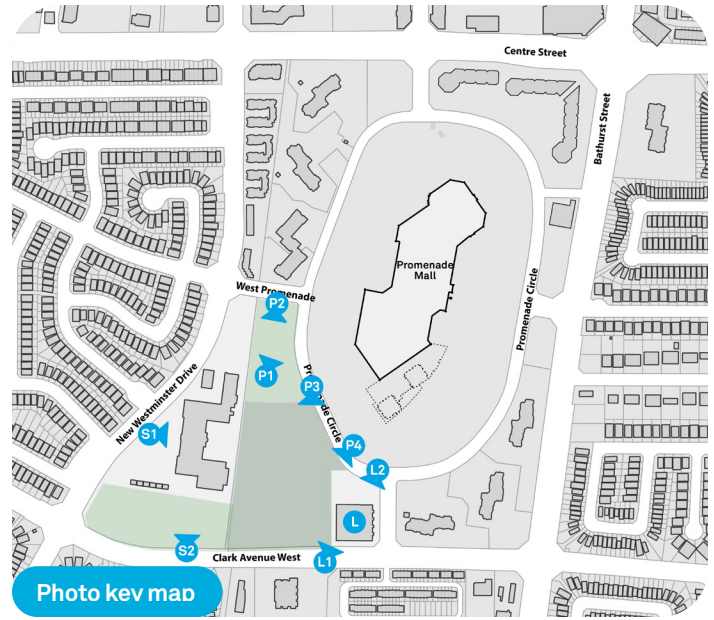 Centre Street
Bathurst Street
Promenade
Mall
West Promenade
P2
Promenade Circle
P1
P3
Promenade Circle
New Westminster Drive
S1
P4
L2
L
S2
Clark Avenue West
L1
Photo key map